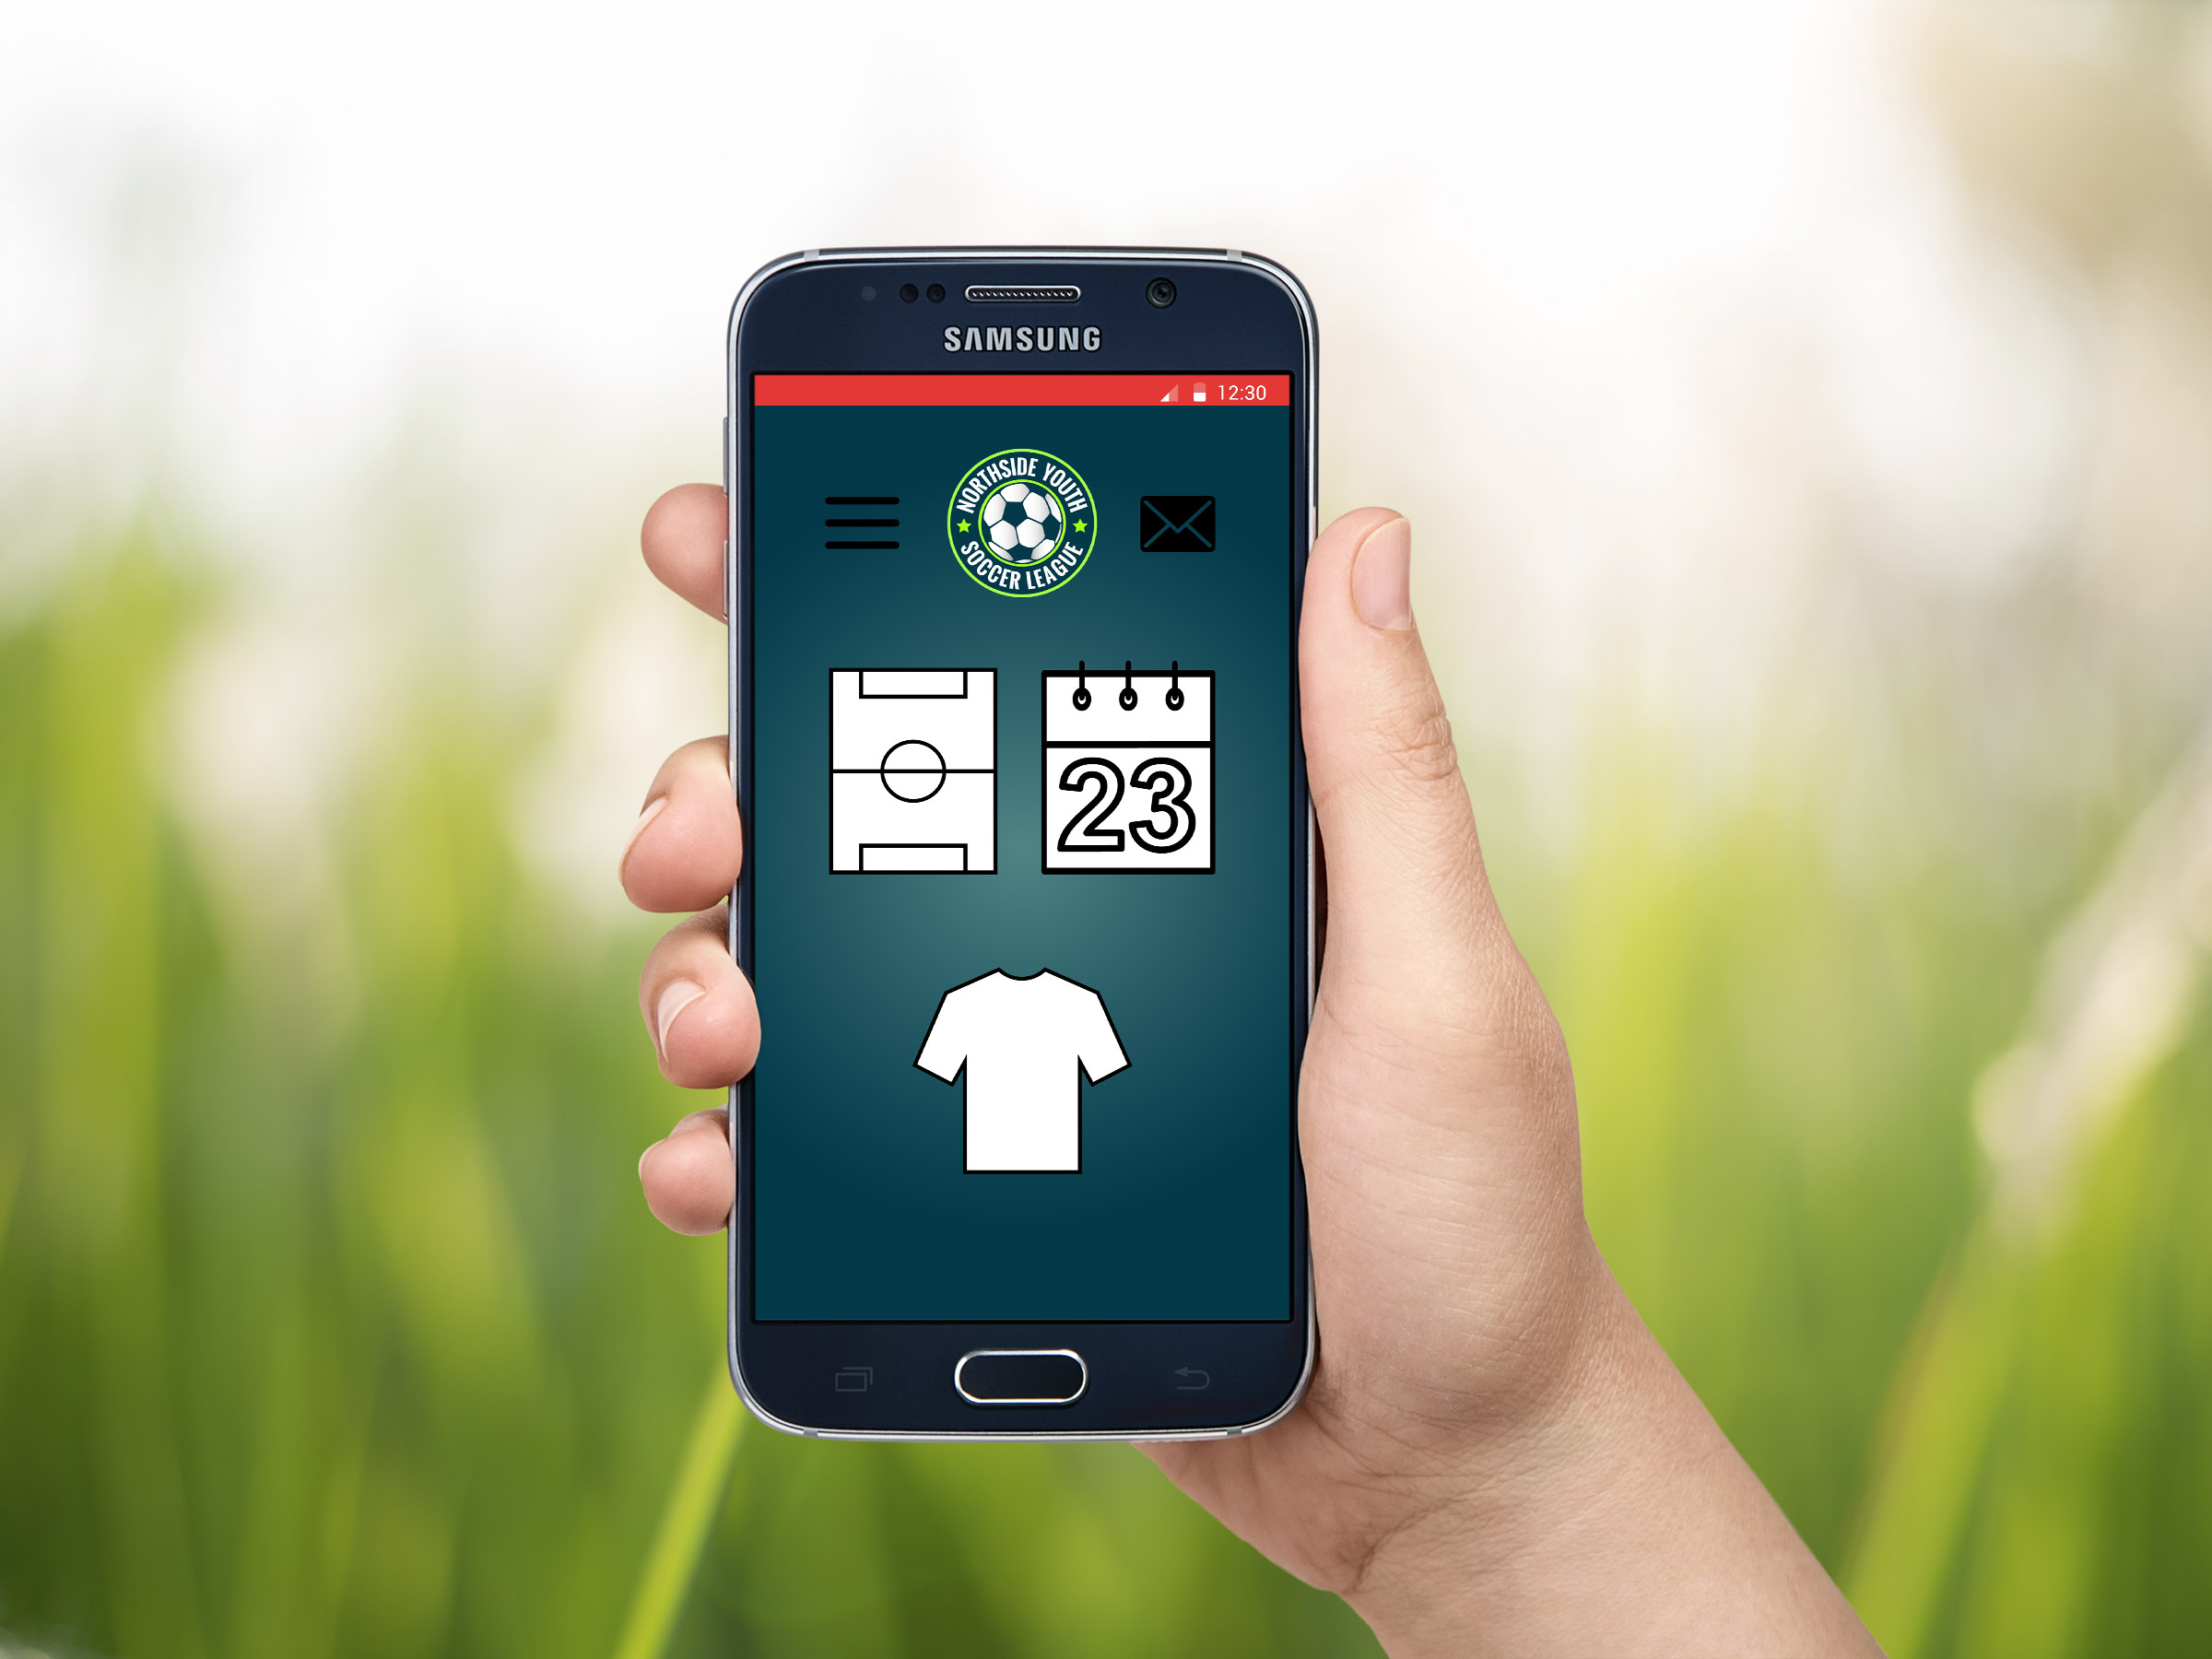 SAMSUNG
12:30
NORTHSIDE YOUTH
SOCCER LEAGUE
23